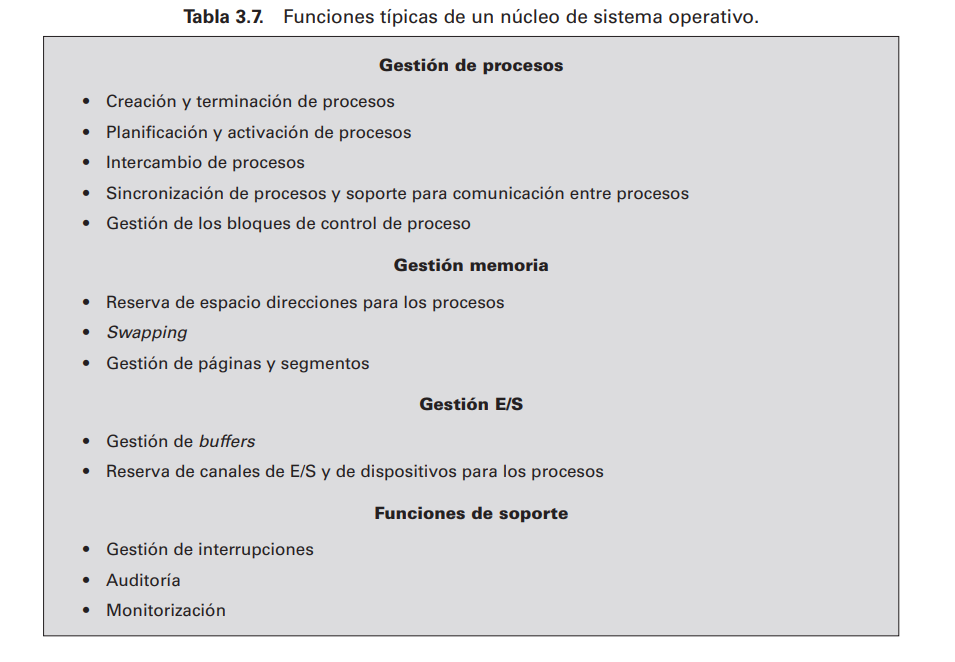 Tabla 3.7. Funciones típicas de un núcleo de sistema operativo.
Gestión de procesos
• Creación y terminación de procesos
• Planificación y activación de procesos
• Intercambio de procesos
• Sincronización de procesos y soporte para comunicación entre procesos
• Gestión de los bloques de control de proceso
Gestión memoria
• Reserva de espacio direcciones para los procesos
• Swapping
• Gestión de páginas y segmentos
Gestión E/S
• Gestión de buffers
• Reserva de canales de E/S y de dispositivos para los procesos
Funciones de soporte
• Gestión de interrupciones
• Auditoría
• Monitorización